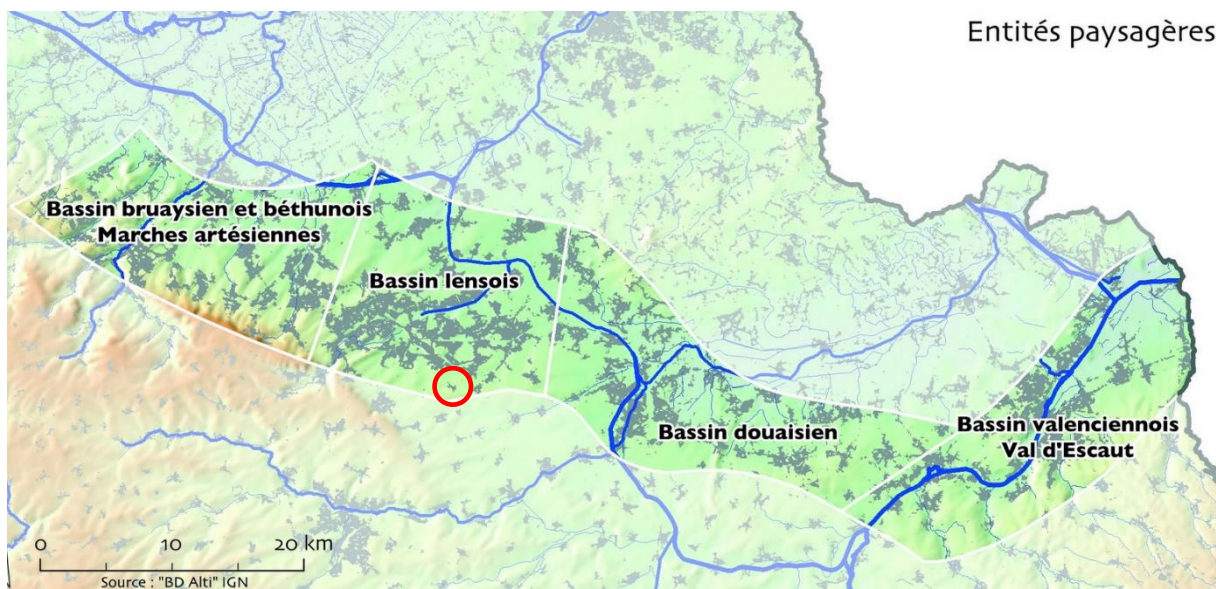 Entités paysagères
Bassin bruaysien et béthunois
Marches artésiennes
Bassin lensois
Bassin douaisien
Bassin valenciennois
Val d'Escaut
0 10 20 km
Source : "BD Alti" IGN